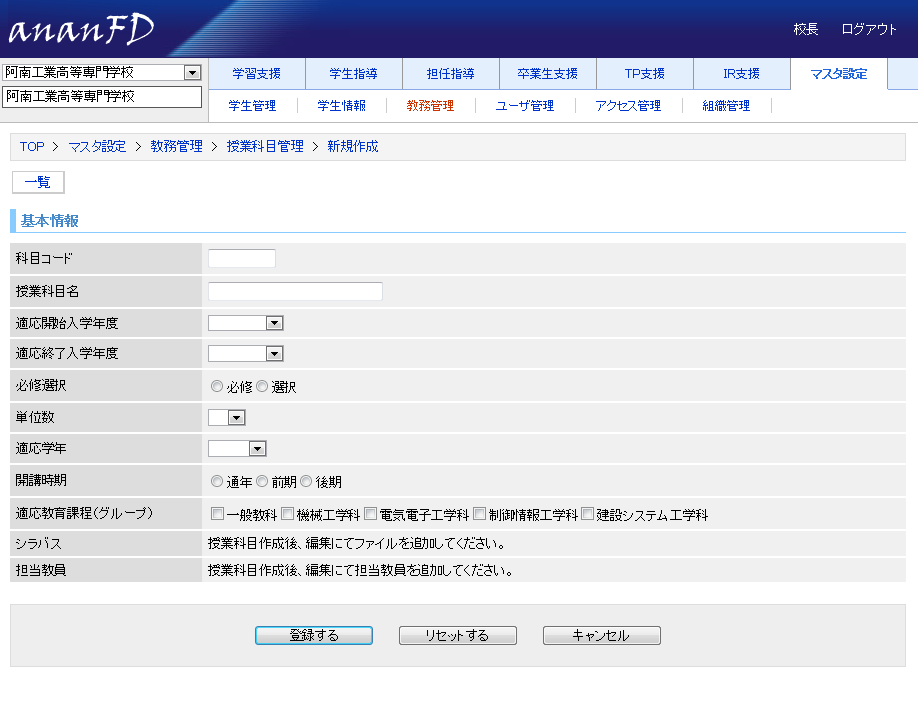 ananFD
校長 ログアウト
阿南工業高等専門学校
阿南工業高等専門学校
学習支援 学生指導 担任指導 卒業生支援 TP支援 IR支援 マスタ設定
学生管理 学生情報 教務管理 ユーザ管理 アクセス管理 組織管理
TOP > マスタ設定 > 教務管理 > 授業科目管理 > 新規作成
一覧
基本情報
科目コード
授業科目名
適応開始入学年度
適応終了入学年度
必修選択 必修 選択
単位数
適応学年
開講時期 通年 前期 後期
適応教育課程(グループ) 一般教科 機械工学科 電気電子工学科 制御情報工学科 建設システム工学科
シラバス 授業科目作成後、編集にてファイルを追加してください。
担当教員 授業科目作成後、編集にて担当教員を追加してください。
登録する リセットする キャンセル